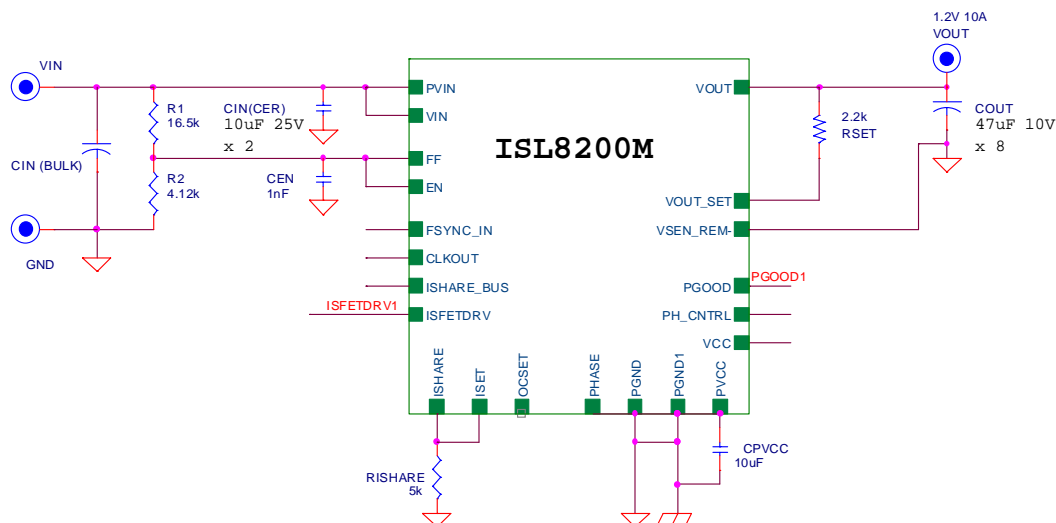 1.2V 10A
VOUT
VIN
R1
16.5k
CIN(CER)
10uF 25V
x 2
CIN (BULK)
R2
4.12k
CEN
1nF
GND
PVIN
VIN
FF
EN
FSYNC_IN
CLKOUT
ISHARE_BUS
ISFETDRV
ISFETDRV1
ISL8200M
VOUT
VOUT_SET
VSEN_REM-
PGOOD
PGOOD1
PH_CNTRL
VCC
2.2k
RSET
COUT
47uF 10V
x 8
ISHARE
ISET
OCSET
PHASE
PGND
PGND1
PVCC
RISHARE
5k
CPVCC
10uF